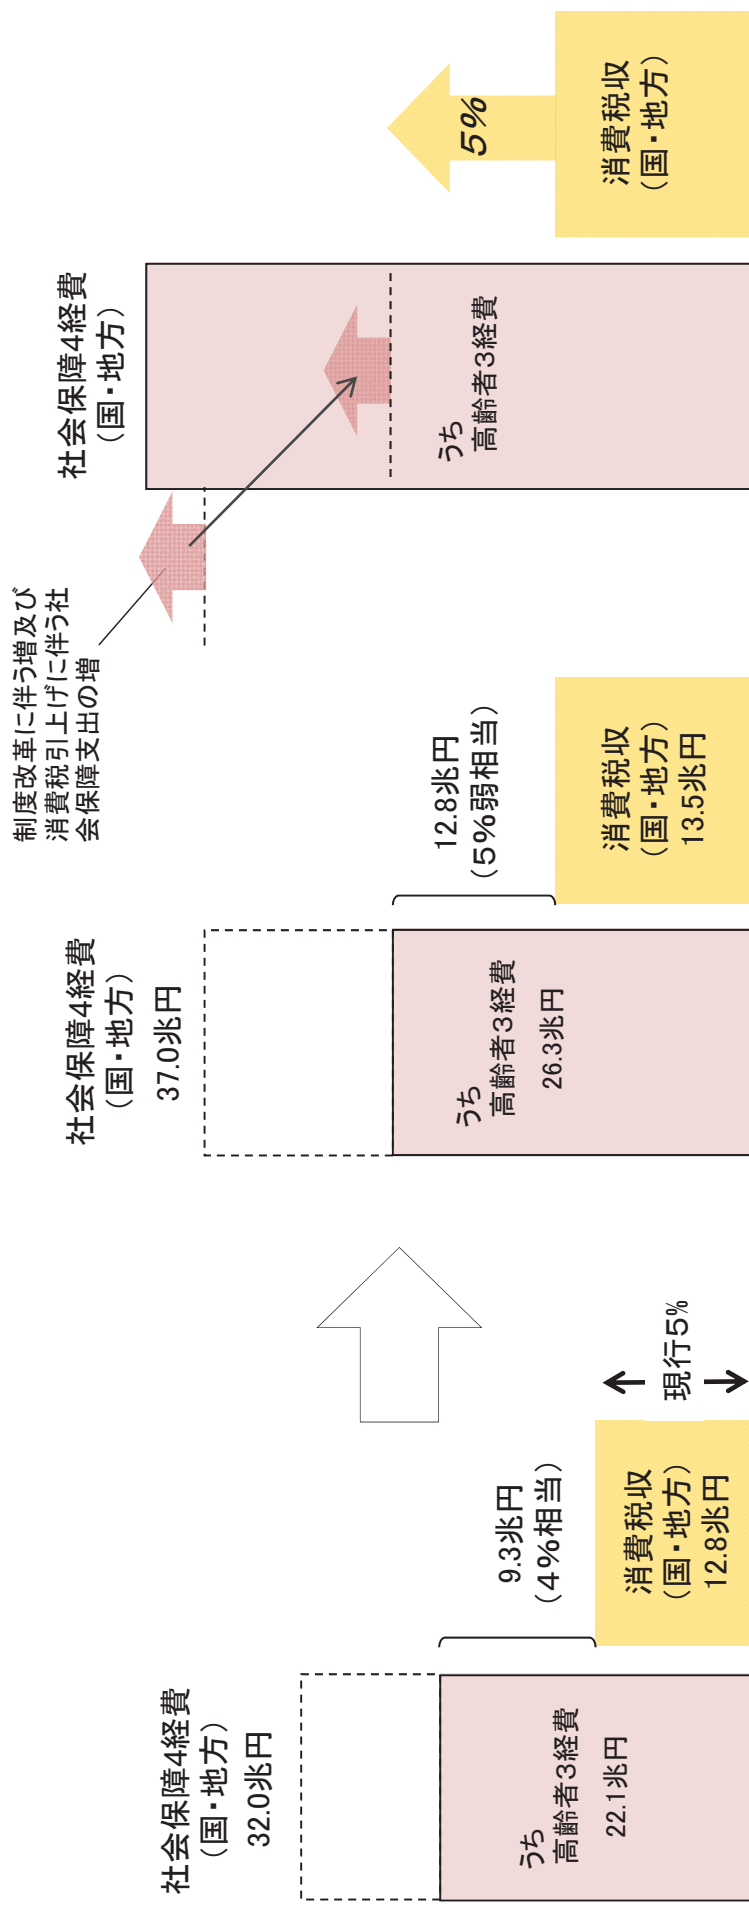 社会保障4経費
（国・地方）
32.0兆円
うち
高齢者3経費
22.1兆円
9.3兆円
（4％相当）
消費税収
（国・地方）
12.8兆円
現行5％
社会保障4経費
（国・地方）
37.0兆円
うち
高齢者3経費
26.3兆円
12.8兆円
（5％弱相当）
消費税収
（国・地方）
13.5兆円
制度改革に伴う増及び
消費税引上げに伴う社
会保障支出の増
社会保障4経費
（国・地方）
うち
高齢者3経費
5%
消費税収
（国・地方）